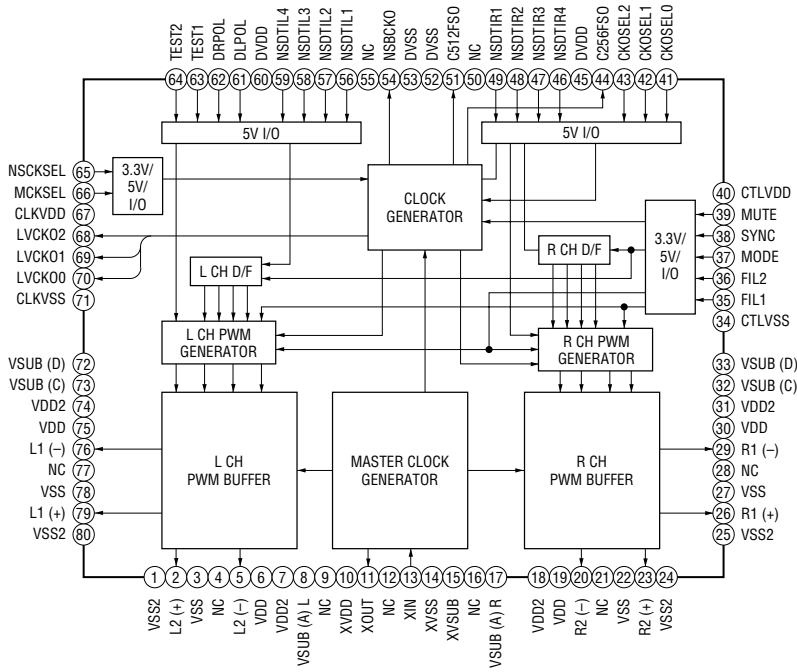 TEST2
TEST1
DRPOL
DLPOL
DVDD
NSDTIL4
NSDTIL3
NSDTIL2
NSDTIL1
NC
NSBCKO
DVSS
DVSS
C512FSO
NC
NSDTIR1
NSDTIR2
NSDTIR3
NSDTIR4
DVDD
C256FSO
CKOSEL2
CKOSEL1
CKOSEL0
64
63
62
61
60
59
58
57
56
55
54
53
52
51
50
49
48
47
46
45
44
43
42
41
5V I/O
5V I/O
NSCKSEL 65
MCKSEL 66
CLKVDD 67
LVCKO2 68
LVCKO1 69
LVCKO0 70
CLKVSS 71
3.3V/
5V/
I/O
CLOCK
GENERATOR
3.3V/
5V/
I/O
40 CTLVDD
39 MUTE
38 SYNC
37 MODE
36 FIL2
35 FIL1
34 CTLVSS
L CH D/F
R CH D/F
L CH PWM
GENERATOR
R CH PWM
GENERATOR
VSUB (D) 72
VSUB (C) 73
VDD2 74
VDD 75
L1 (–) 76
NC 77
VSS 78
L1 (+) 79
VSS2 80
L CH
PWM BUFFER
MASTER CLOCK
GENERATOR
R CH
PWM BUFFER
33 VSUB (D)
32 VSUB (C)
31 VDD2
30 VDD
29 R1 (–)
28 NC
27 VSS
26 R1 (+)
25 VSS2
1
2
3
4
5
6
7
8
9
10
11
12
13
14
15
16
17
18
19
20
21
22
23
24
VSS2
L2 (+)
VSS
NC
L2 (–)
VDD
VDD2
VSUB (A) L
NC
XVDD
XOUT
NC
XIN
XVSS
XVSUB
NC
VSUB (A) R
VDD2
VDD
R2 (–)
NC
VSS
R2 (+)
VSS2